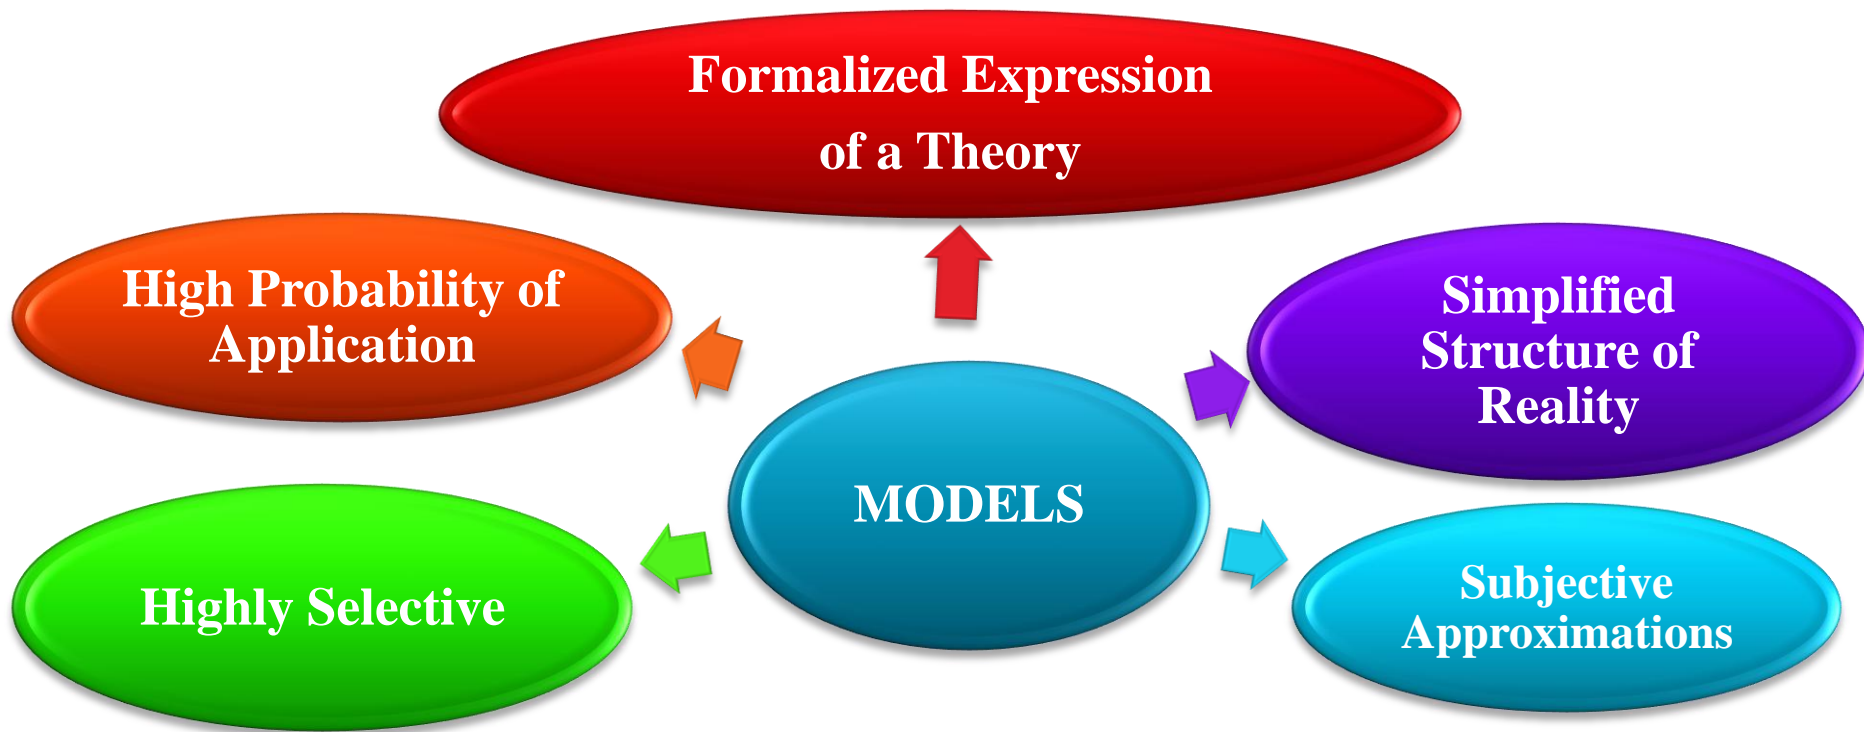 Formalized Expression
of a Theory
High Probability of
Application
Simplified
Structure of
Reality
MODELS
Highly Selective
Subjective
Approximations